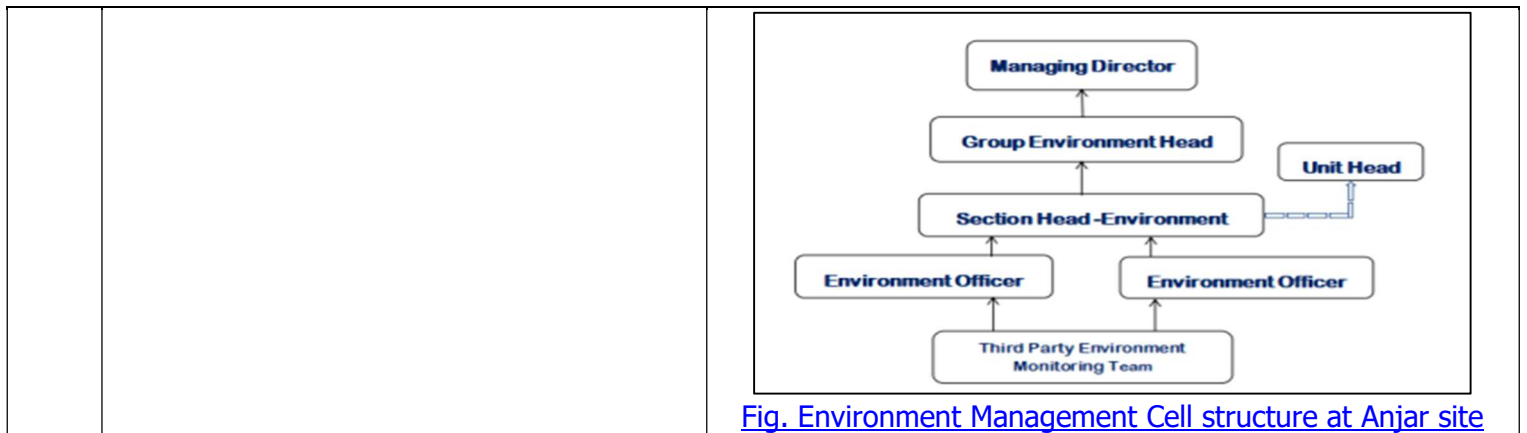 Managing Director
Group Environment Head
Unit Head
Section Head -Environment
Environment Officer
Environment Officer
Third Party Environment
Monitoring Team
Fig. Environment Management Cell structure at Anjar site